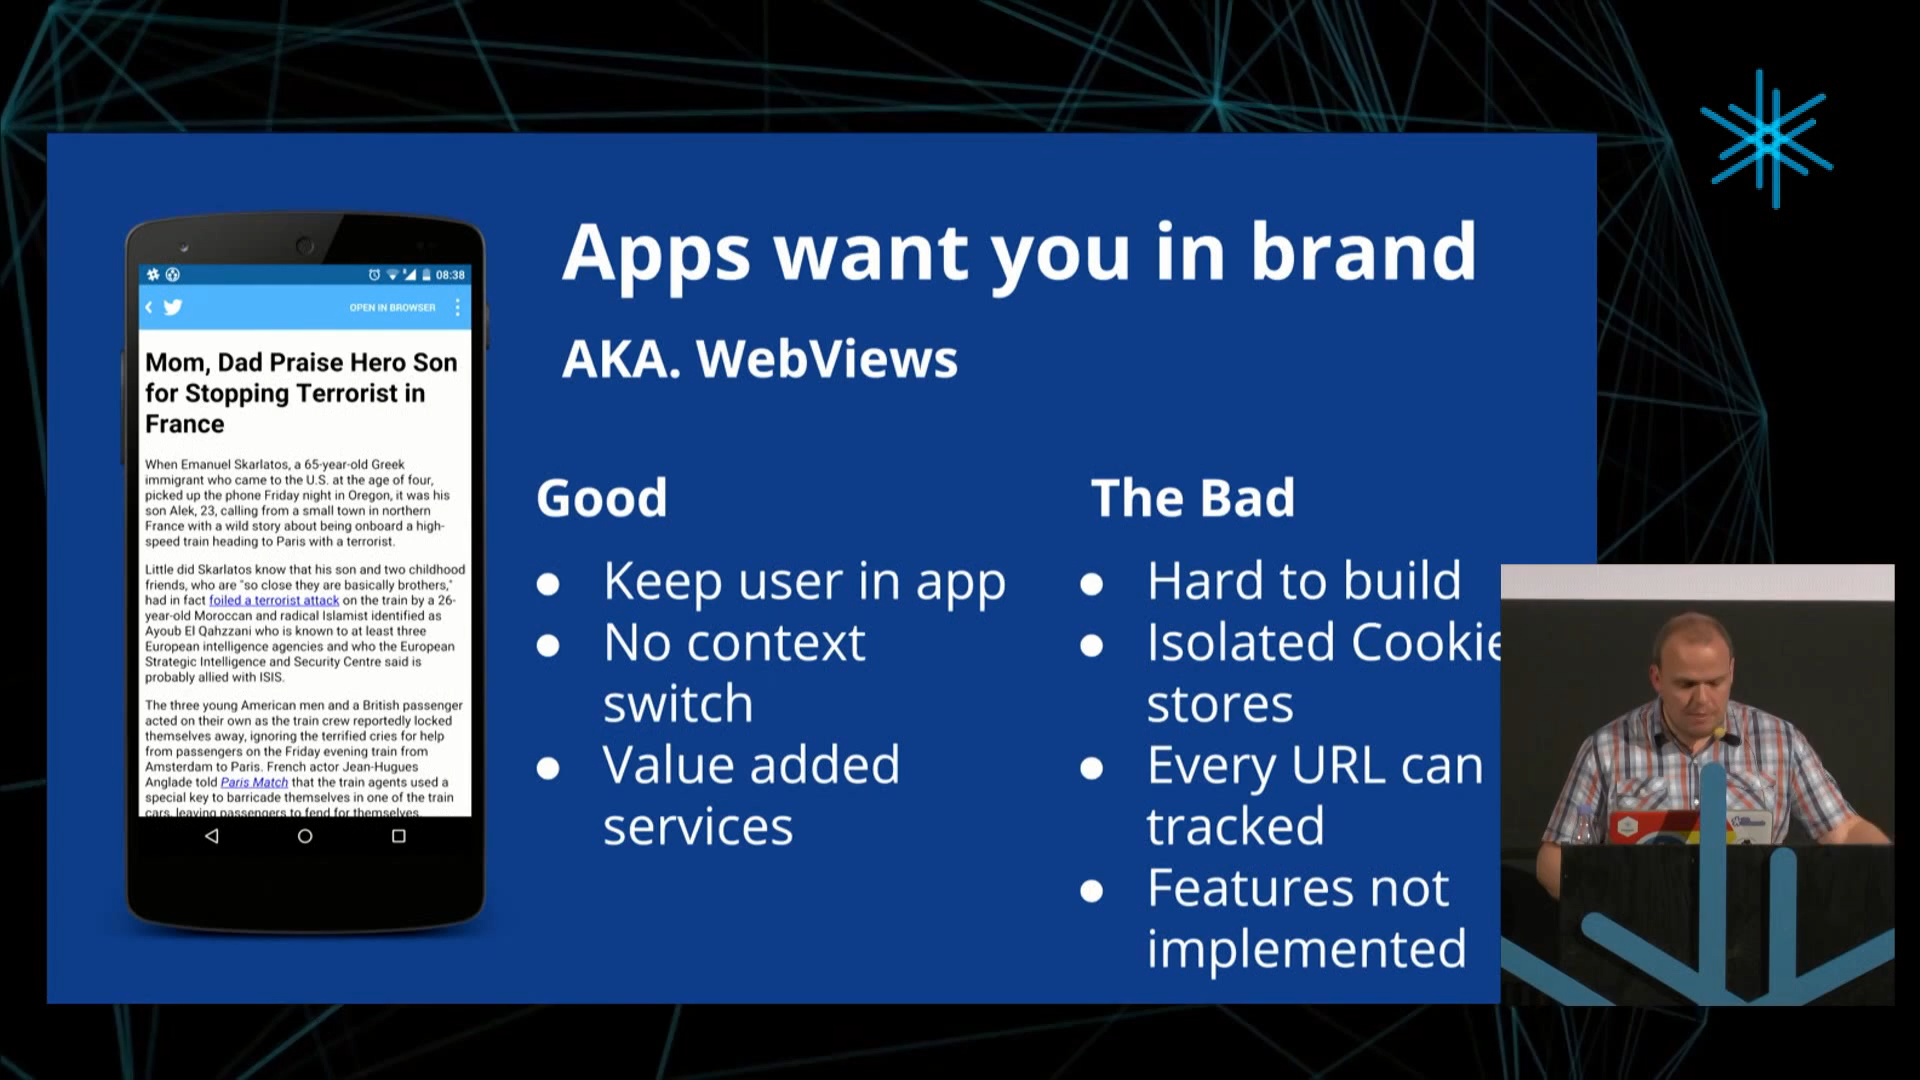 Apps want you in brand
AKA. WebViews
08:38
OPEN IN BROWSER
Mom, Dad Praise Hero Son
for Stopping Terrorist in
France
When Emanuel Skarlatos, a 65-year-old Greek
immigrant who came to the U.S. at the age of four,
picked up the phone Friday night in Oregon, it was his
son Alek, 23, calling from a small town in northern
France with a wild story about being onboard a high-
speed train heading to Paris with a terrorist.
Little did Skarlatos know that his son and two childhood
friends, who are "so close they are basically brothers,"
had in fact foiled a terrorist attack on the train by a 26-
year-old Moroccan and radical Islamist identified as
Ayoub El Qahzzani who is known to at least three
European intelligence agencies and who the European
Strategic Intelligence and Security Centre said is
probably allied with ISIS.
The three young American men and a British passenger
acted on their own as the train crew reportedly locked
themselves away, ignoring the terrified cries for help
from passengers on the Friday evening train from
Amsterdam to Paris. French actor Jean-Hugues
Anglade told Paris Match that the train agents used a
special key to barricade themselves in one of the train
cars, leaving passengers to fend for themselves.
Good
● Keep user in app
● No context
switch
● Value added
services
The Bad
● Hard to build
● Isolated Cookie
stores
● Every URL can
tracked
● Features not
implemented